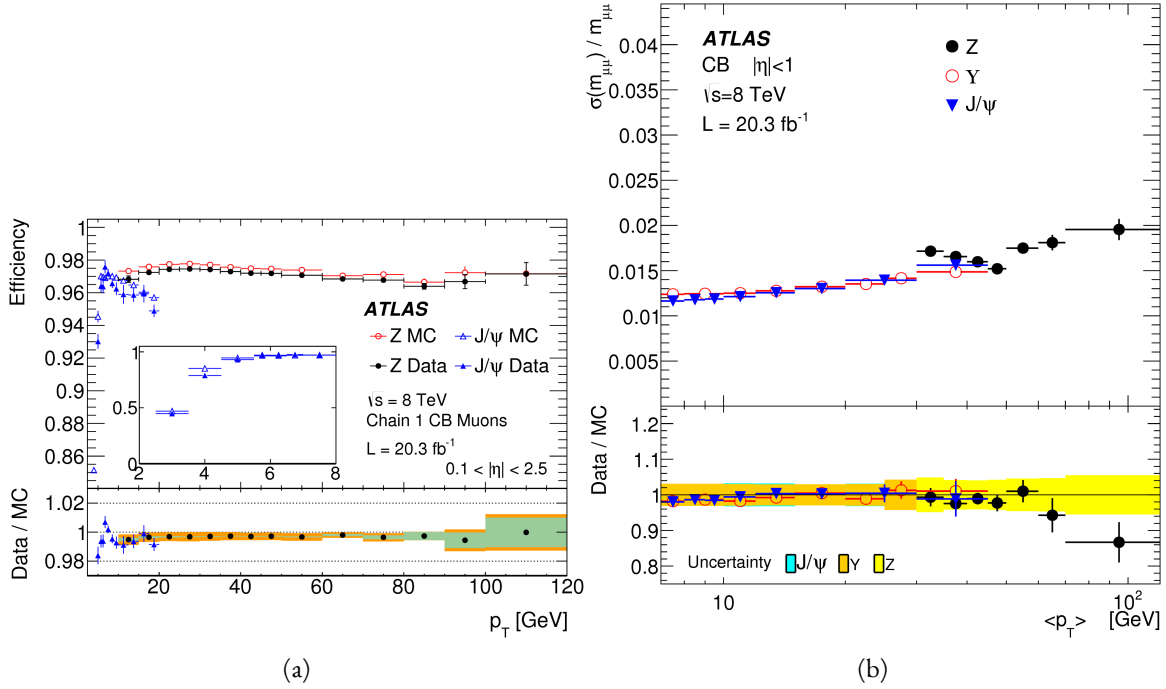 Efficiency
1
0.98
0.96
0.94
0.92
0.9
0.88
0.86
ATLAS
Z MC
J/ψ MC
Z Data
J/ψ Data
√s = 8 TeV
Chain 1 CB Muons
L = 20.3 fb⁻¹
0.1 < |η| < 2.5
1
0.5
0
2 4 6 8
Data / MC
1.02
1
0.98
20 40 60 80 100 120
p_T [GeV]
(a)
σ(m_μμ) / m_μμ
0.04
0.035
0.03
0.025
0.02
0.015
0.01
0.005
ATLAS
CB |η|<1
√s=8 TeV
L = 20.3 fb⁻¹
Z
Υ
J/ψ
Data / MC
1.2
1.1
1
0.9
0.8
Uncertainty J/ψ Υ Z
10 10²
<p_T> [GeV]
(b)